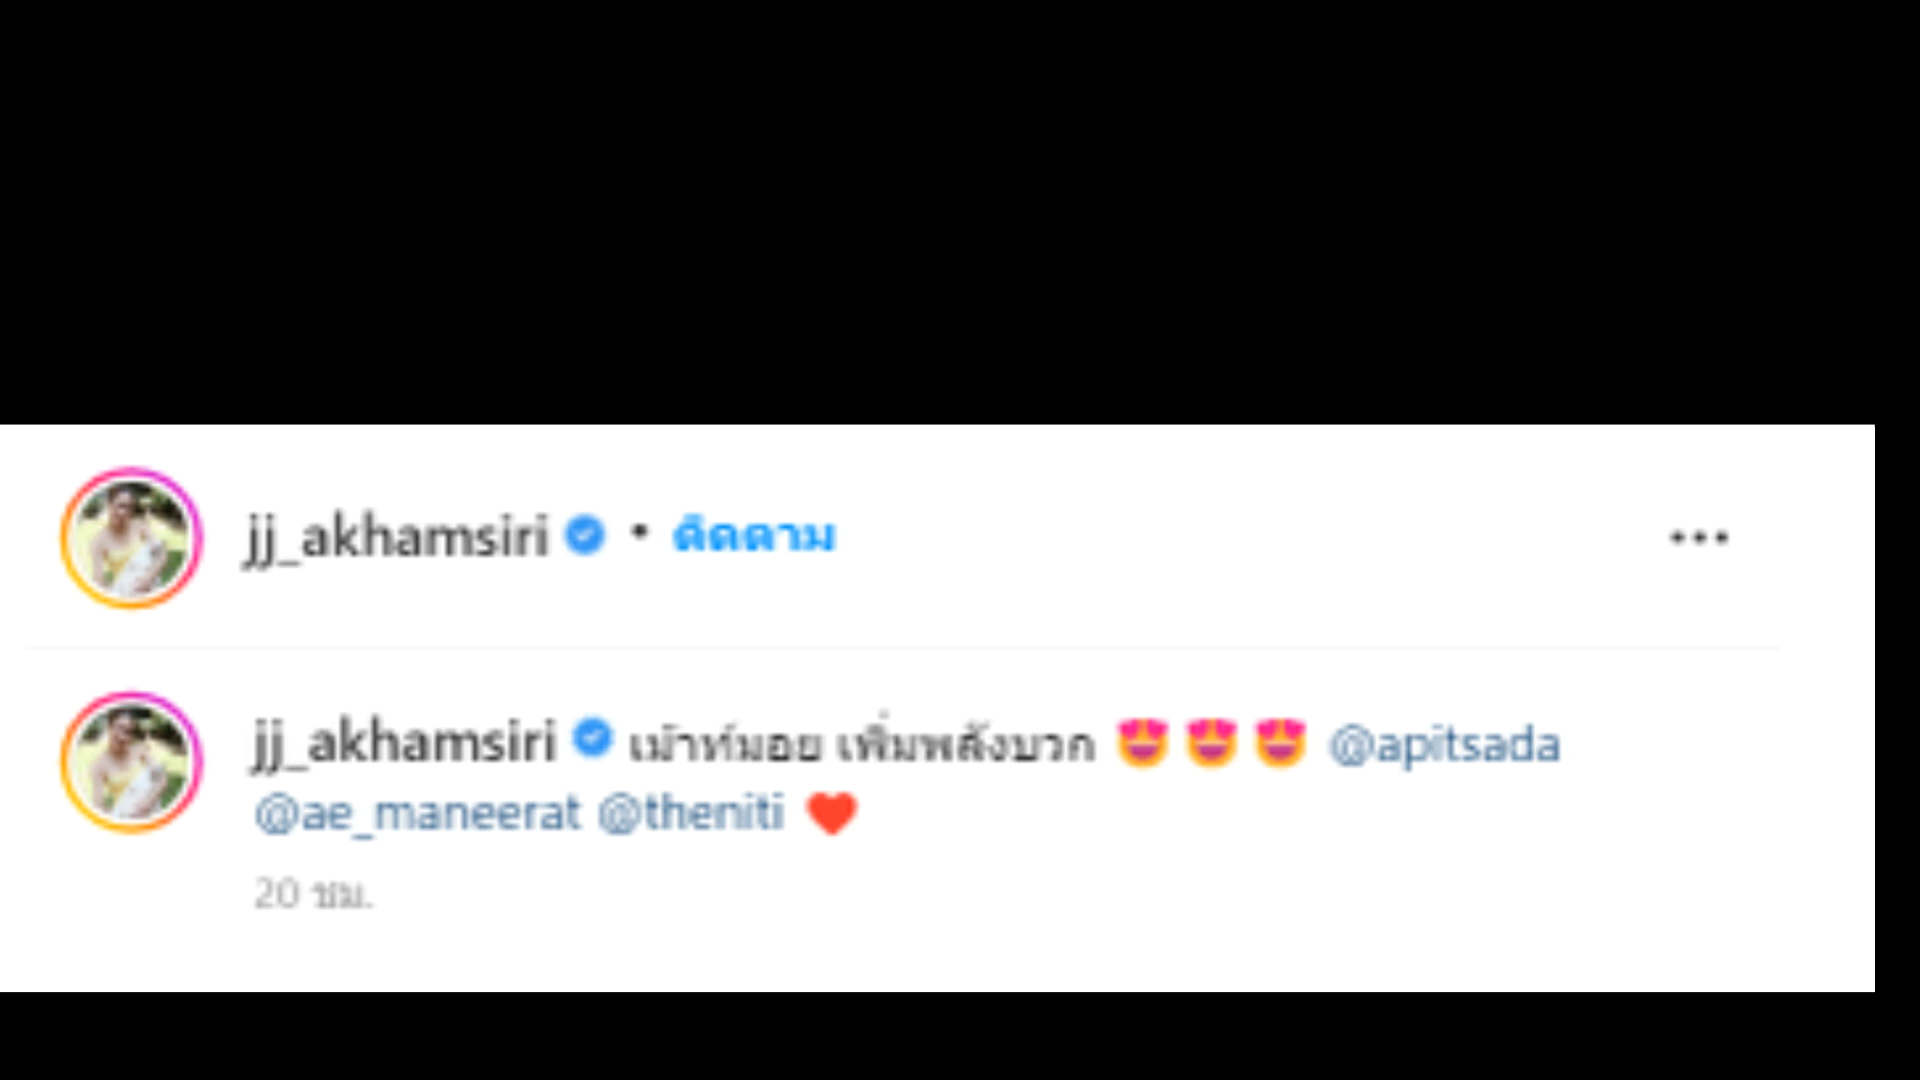 jj_akhamsiri • ติดตาม
jj_akhamsiri เม้าท์มอย เพิ่มพลังบวก 😍😍😍 @apitsada
@ae_maneerat @theniti ❤️
20 ชม.